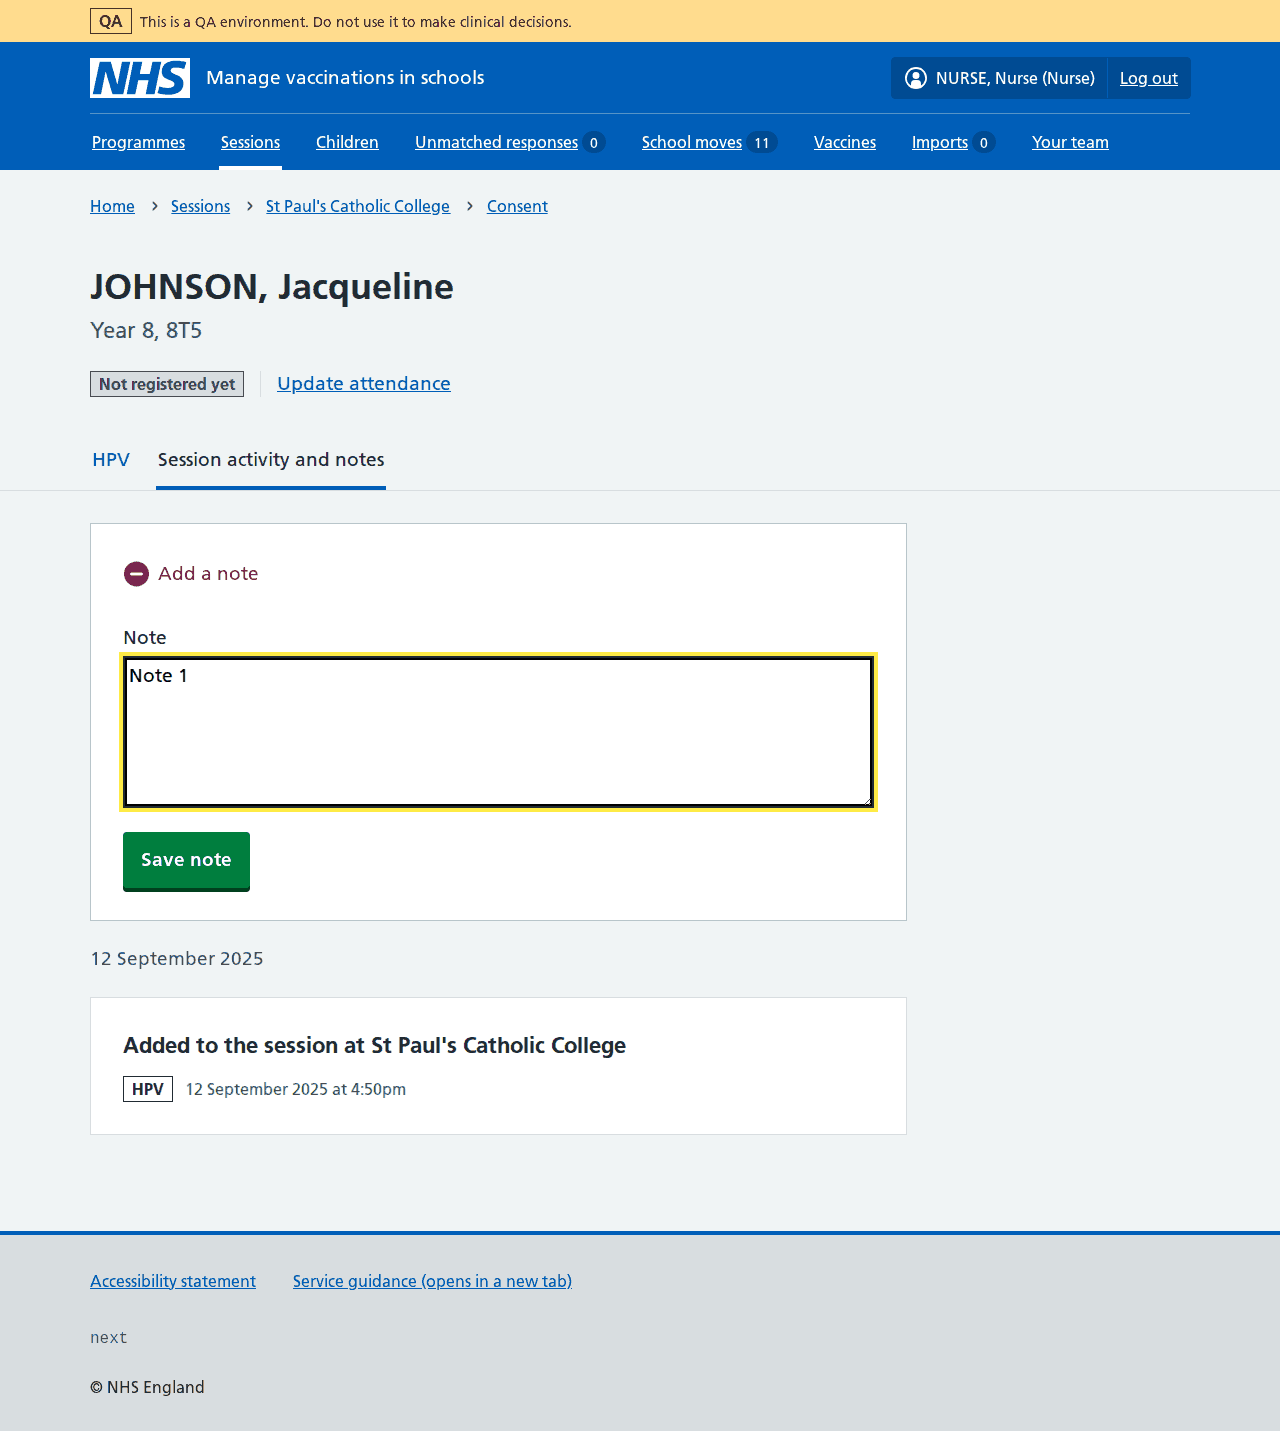 QA This is a QA environment. Do not use it to make clinical decisions.
NHS Manage vaccinations in schools NURSE, Nurse (Nurse) Log out
Programmes Sessions Children Unmatched responses 0 School moves 11 Vaccines Imports 0 Your team
Home Sessions St Paul's Catholic College Consent
JOHNSON, Jacqueline
Year 8, 8T5
Not registered yet Update attendance
HPV Session activity and notes
Add a note
Note
Note 1
Save note
12 September 2025
Added to the session at St Paul's Catholic College
HPV 12 September 2025 at 4:50pm
Accessibility statement Service guidance (opens in a new tab)
next
© NHS England